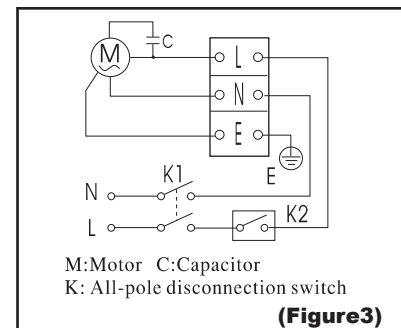 C
M
L
N
E
E
K1
N
L
K2
M:Motor C:Capacitor
K: All-pole disconnection switch
(Figure3)